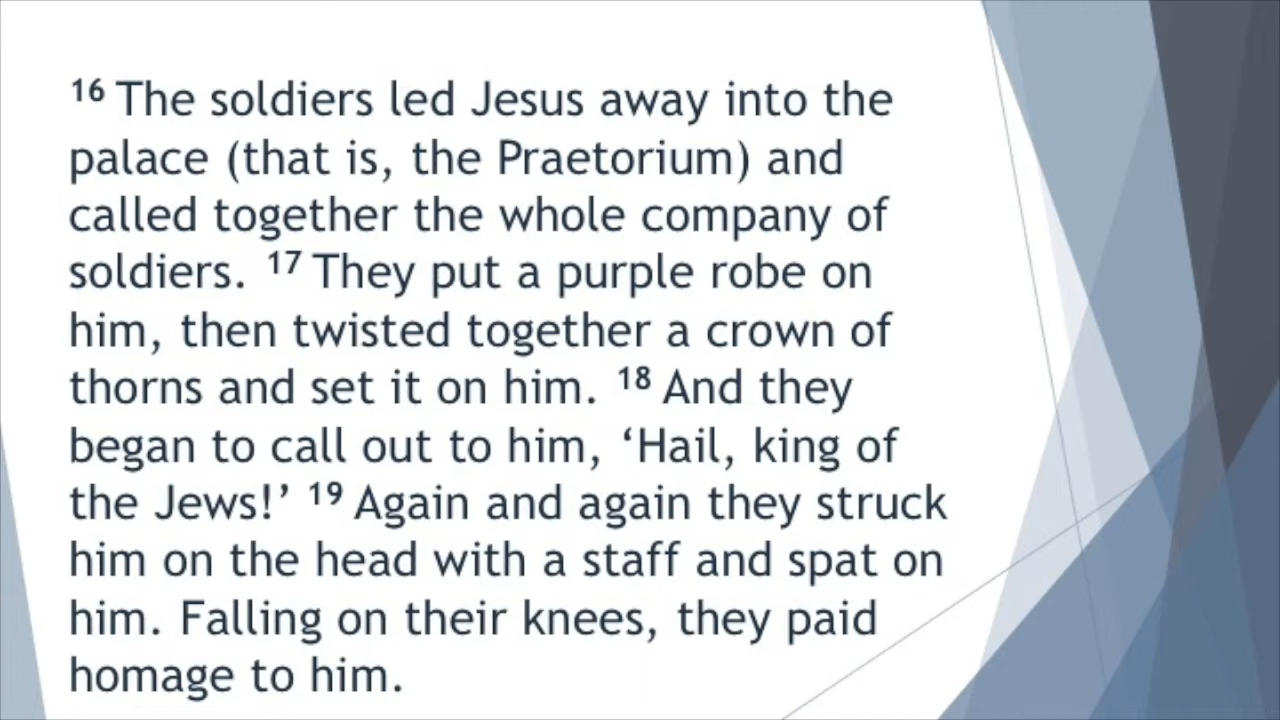 16 The soldiers led Jesus away into the
palace (that is, the Praetorium) and
called together the whole company of
soldiers. 17 They put a purple robe on
him, then twisted together a crown of
thorns and set it on him. 18 And they
began to call out to him, ‘Hail, king of
the Jews!’ 19 Again and again they struck
him on the head with a staff and spat on
him. Falling on their knees, they paid
homage to him.